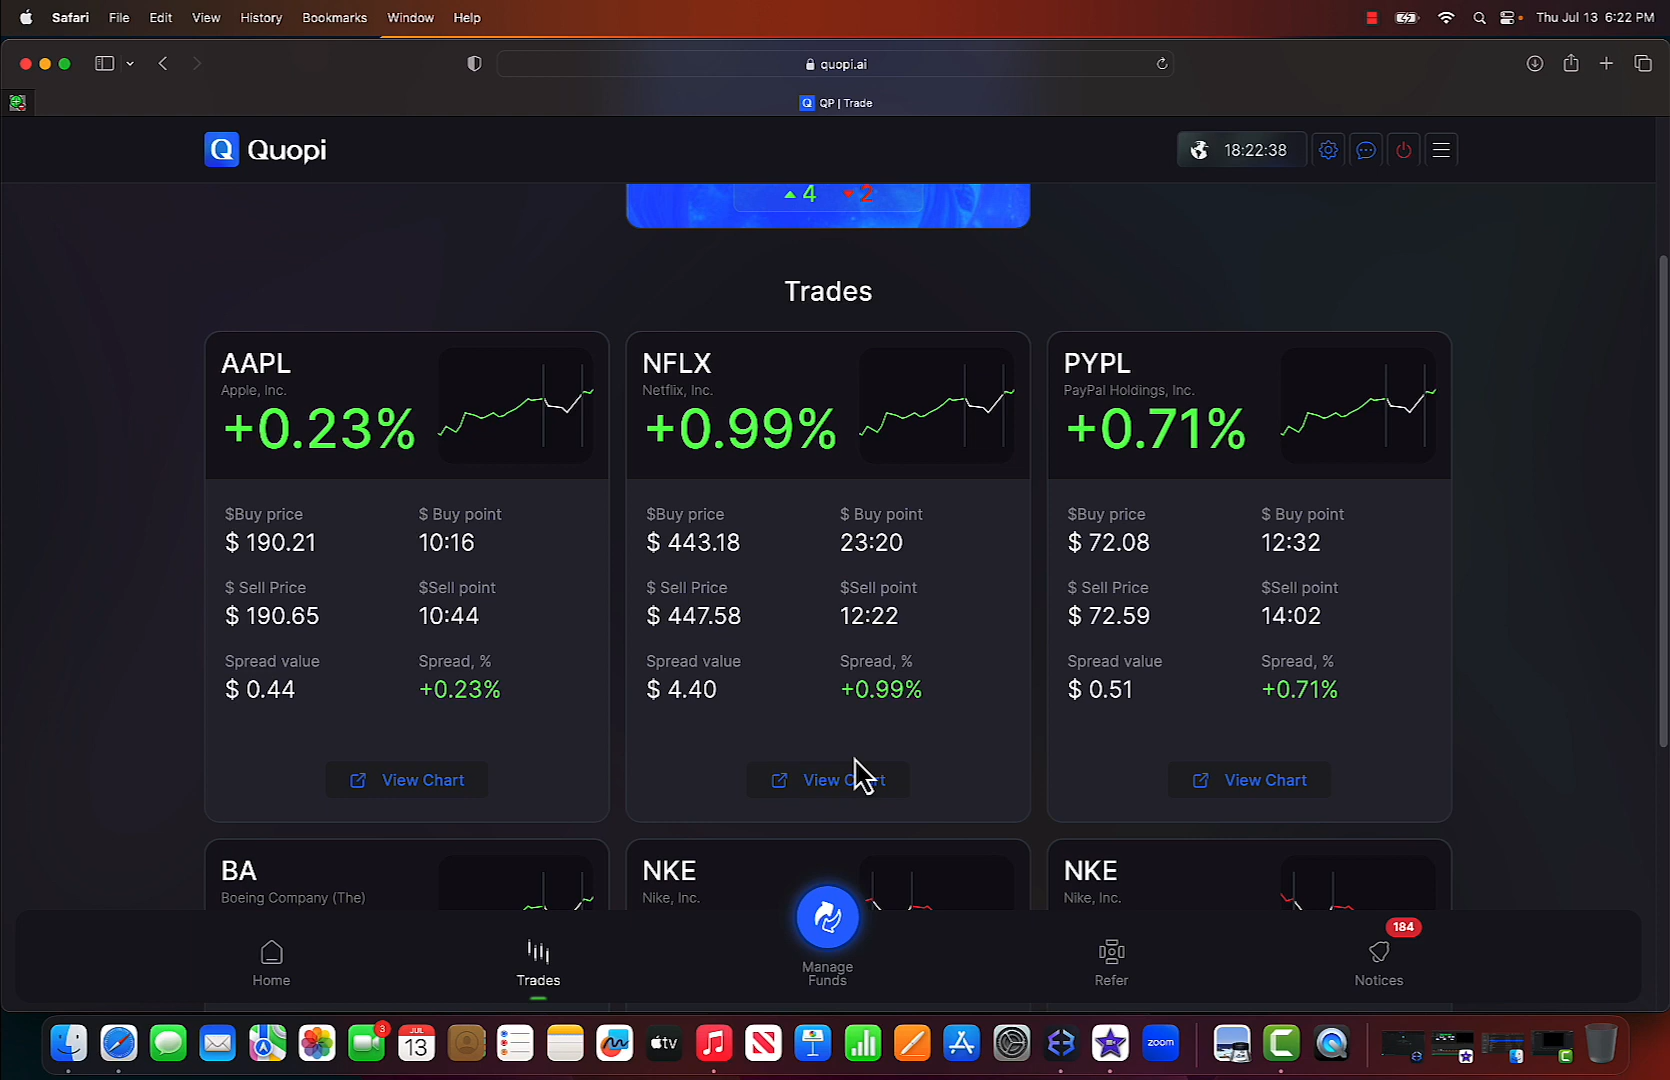 Safari File Edit View History Bookmarks Window Help Thu Jul 13 6:22 PM
quopi.ai
QP | Trade
Quopi 18:22:38
4 2
Trades
AAPL NFLX PYPL
Apple, Inc. Netflix, Inc. PayPal Holdings, Inc.
+0.23% +0.99% +0.71%
$Buy price $ Buy point $Buy price $ Buy point $Buy price $ Buy point
$ 190.21 10:16 $ 443.18 23:20 $ 72.08 12:32
$ Sell Price $Sell point $ Sell Price $Sell point $ Sell Price $Sell point
$ 190.65 10:44 $ 447.58 12:22 $ 72.59 14:02
Spread value Spread, % Spread value Spread, % Spread value Spread, %
$ 0.44 +0.23% $ 4.40 +0.99% $ 0.51 +0.71%
View Chart View Chart View Chart
BA NKE NKE
Boeing Company (The) Nike, Inc. Nike, Inc.
184
Home Trades Manage Funds Refer Notices
3 JUL 13 tv zoom